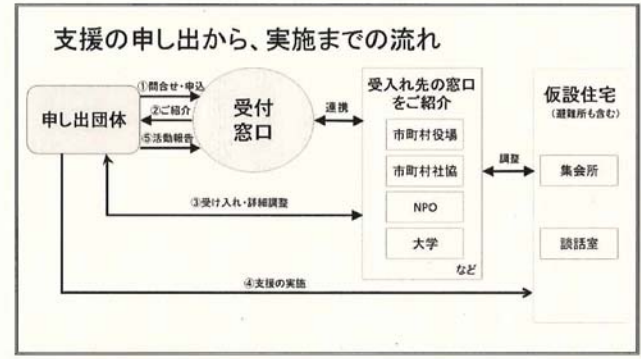 支援の申し出から、実施までの流れ
申し出団体
①問合せ・申込
②ご紹介
⑤活動報告
受付
窓口
連携
受入れ先の窓口
をご紹介
市町村役場
市町村社協
NPO
大学
など
調整
仮設住宅
(避難所も含む)
集会所
談話室
③受け入れ・詳細調整
④支援の実施